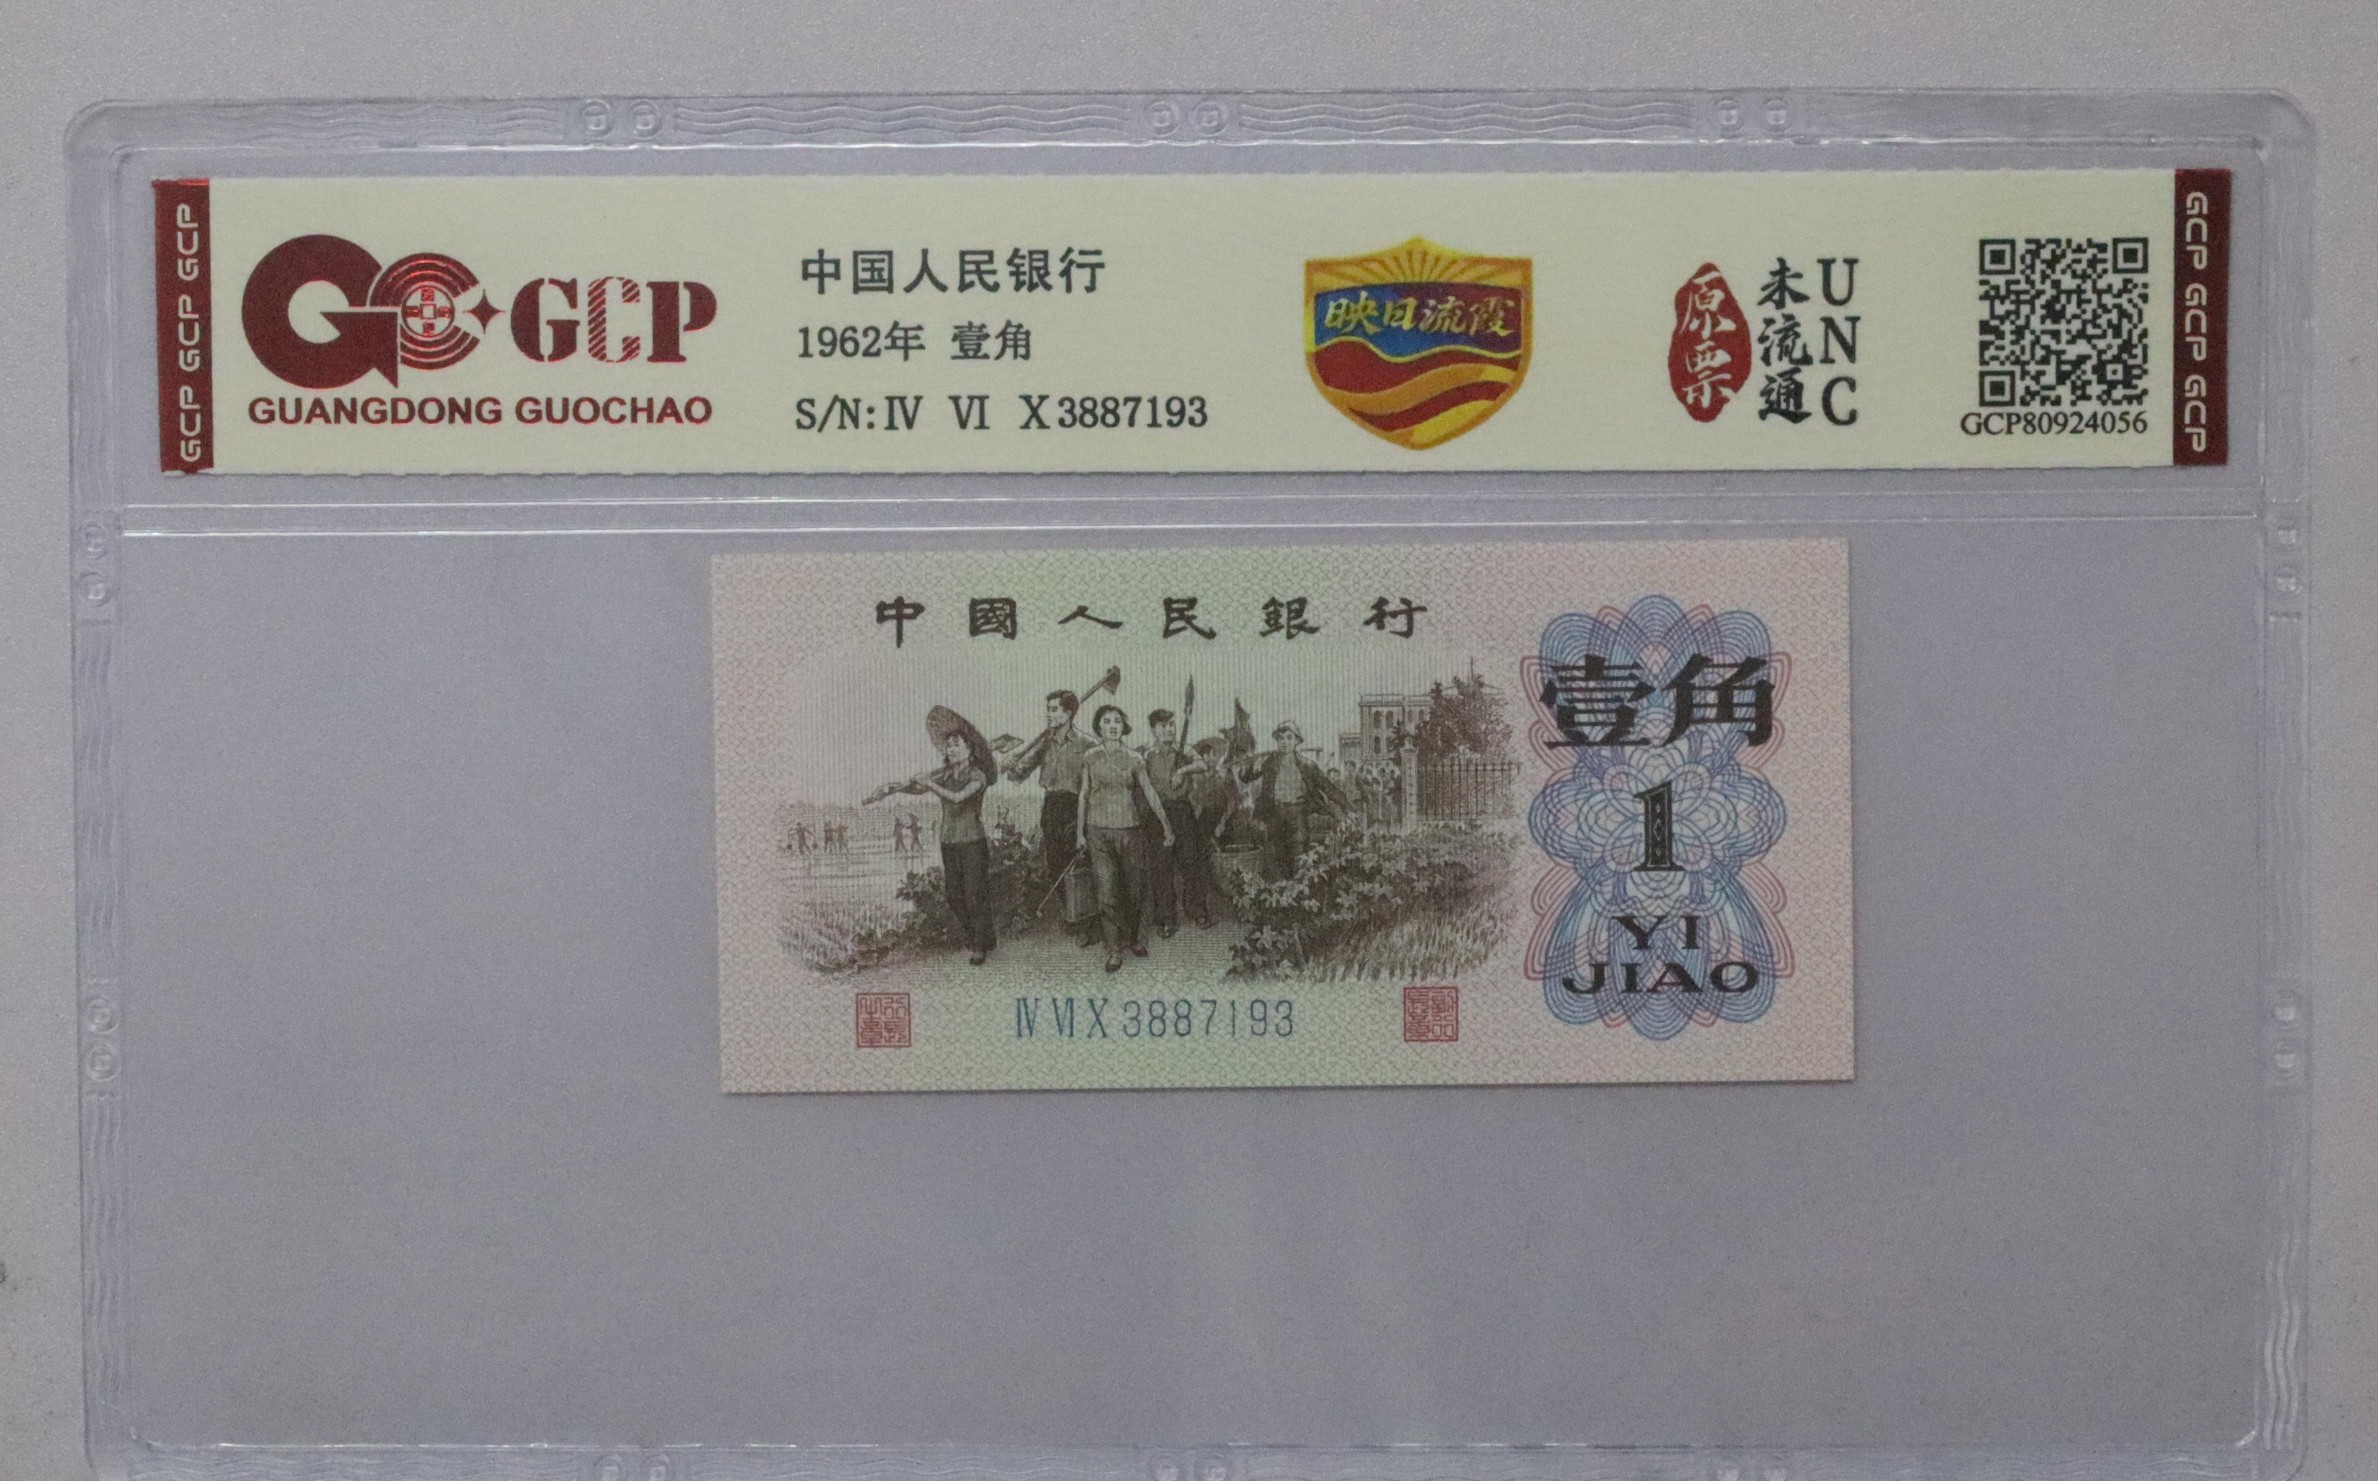 GCP GCP GCP
GCP
GUANGDONG GUOCHAO
中国人民银行
1962年 壹角
S/N: IV VI X 3887193
映日流霞
原票
未流通
UNC
GCP80924056
GCP GCP GCP
中國人民銀行
壹角
1
YI
JIAO
IV VI X 3887193